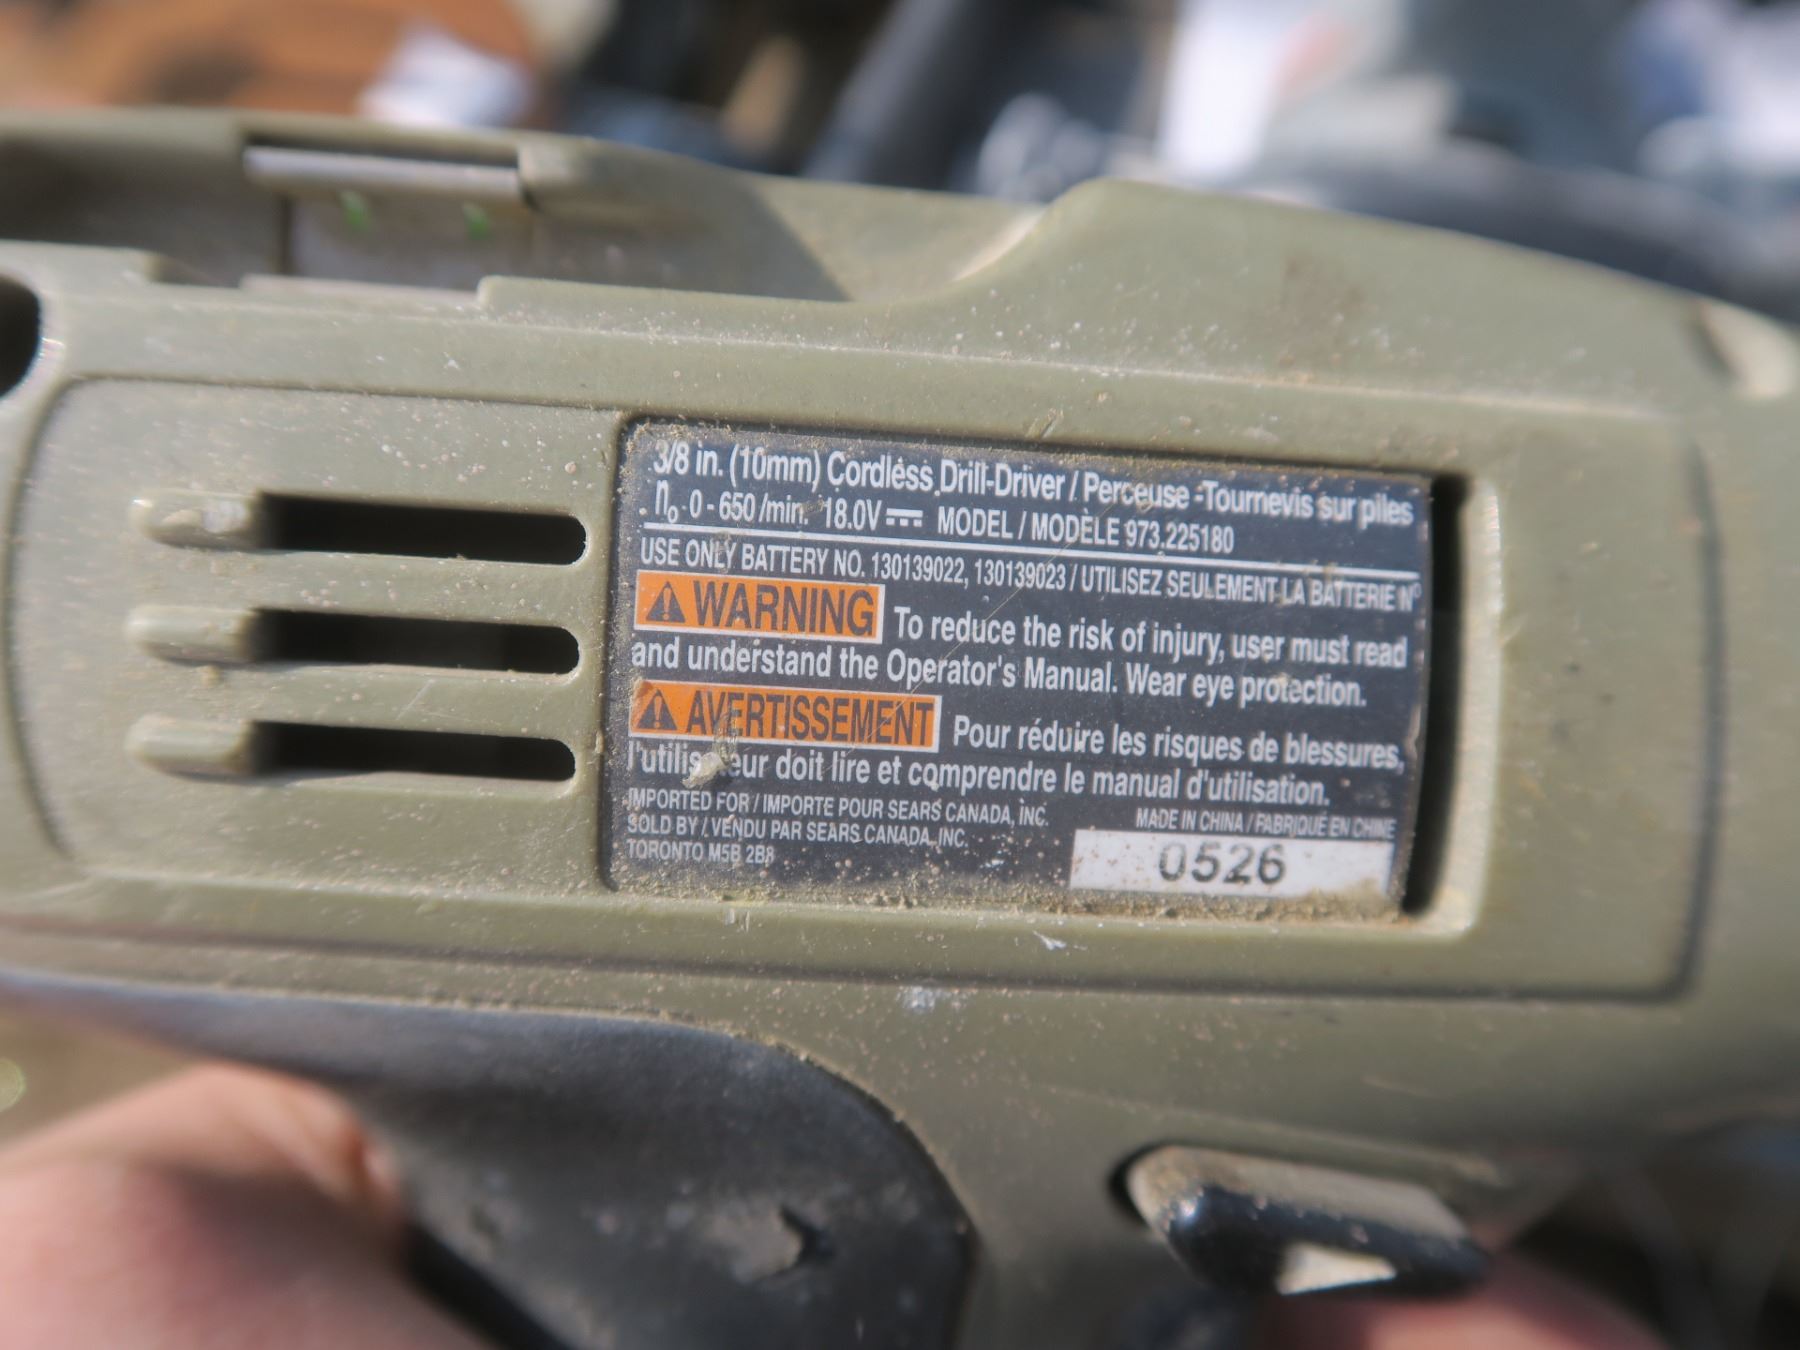 3/8 in. (10mm) Cordless Drill-Driver / Perceuse -Tournevis sur piles
n₀ 0 - 650 /min. 18.0V ⎓ MODEL / MODÈLE 973.225180
USE ONLY BATTERY NO. 130139022, 130139023 / UTILISEZ SEULEMENT LA BATTERIE N°
⚠ WARNING To reduce the risk of injury, user must read
and understand the Operator's Manual. Wear eye protection.
⚠ AVERTISSEMENT Pour réduire les risques de blessures,
l'utilisateur doit lire et comprendre le manual d'utilisation.
IMPORTED FOR / IMPORTE POUR SEARS CANADA, INC.
SOLD BY / VENDU PAR SEARS CANADA, INC.
TORONTO M5B 2B8
MADE IN CHINA / FABRIQUÉ EN CHINE
0526